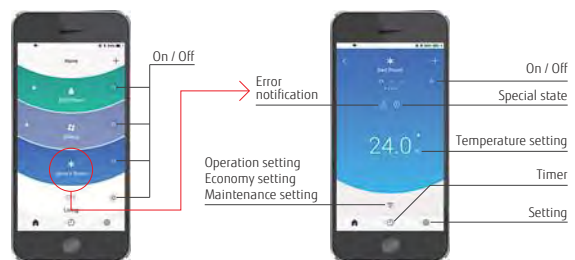 Home
On / Off
Error
notification
Operation setting
Economy setting
Maintenance setting
24.0
On / Off
Special state
Temperature setting
Timer
Setting